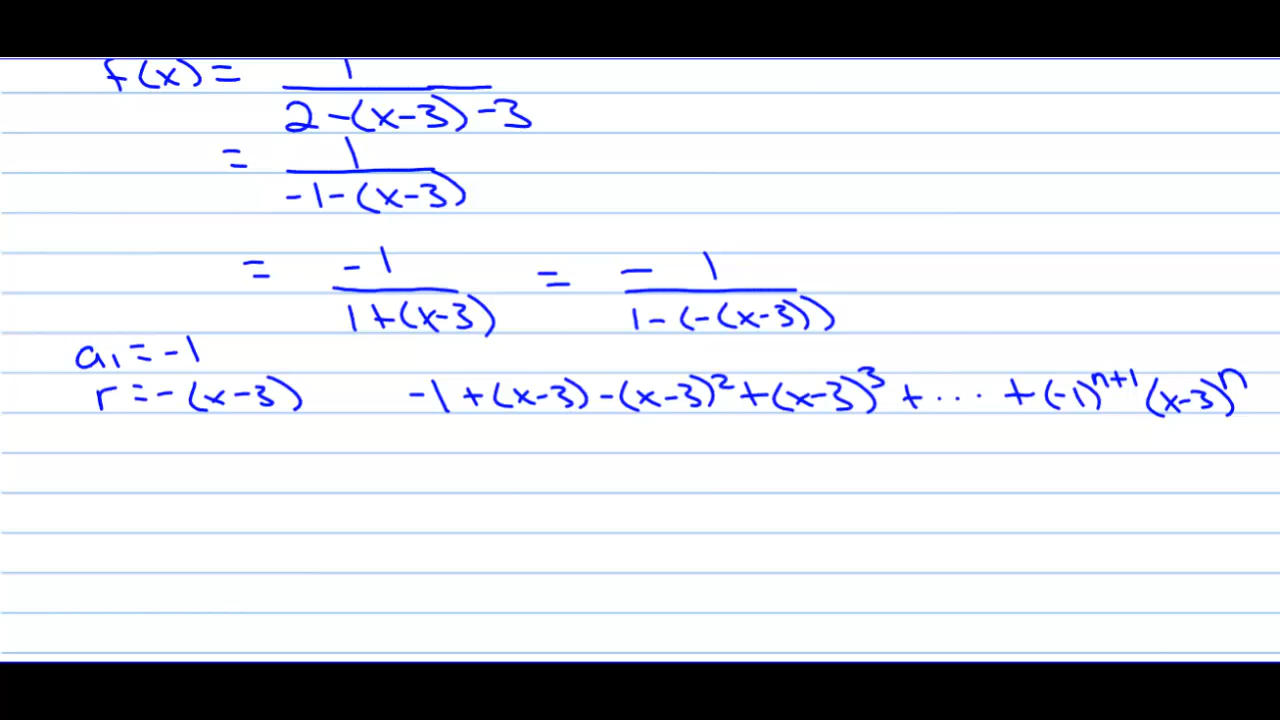 f(x) = 1 / (2-(x-3)-3)
= 1 / (-1-(x-3))
= -1 / (1+(x-3)) = - 1 / (1-(-(x-3)))
a₁ = -1
r = -(x-3) -1+(x-3)-(x-3)²+(x-3)³+...+(-1)ⁿ⁺¹(x-3)ⁿ